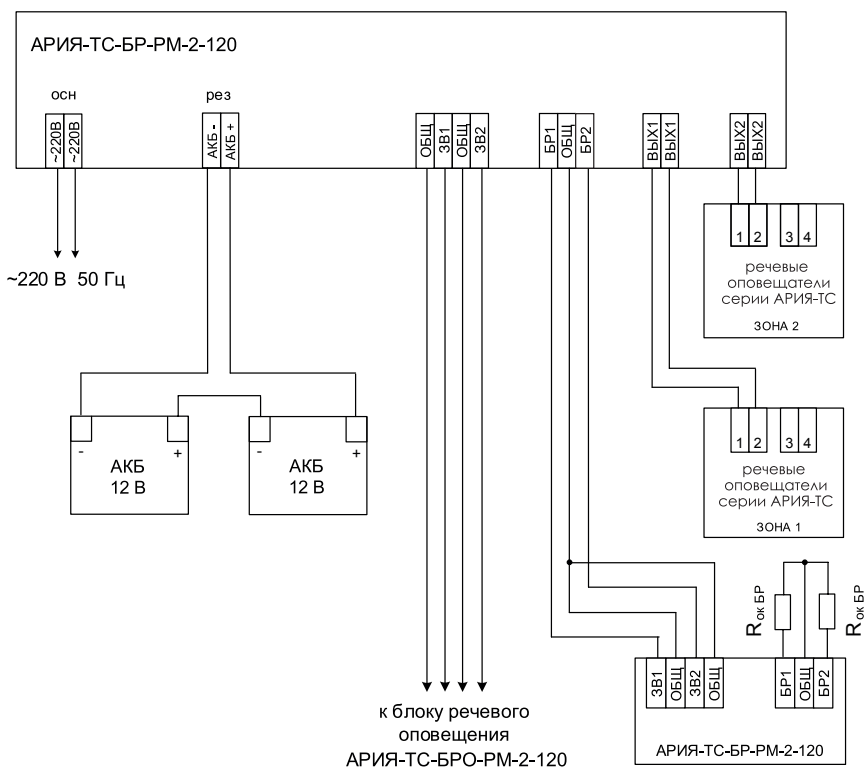 АРИЯ-ТС-БР-РМ-2-120
осн
рез
~220В
~220В
АКБ -
АКБ +
ОБЩ
ЗВ1
ОБЩ
ЗВ2
БР1
ОБЩ
БР2
ВЫХ1
ВЫХ1
ВЫХ2
ВЫХ2
~220 В 50 Гц
1 2 3 4
речевые
оповещатели
серии АРИЯ-ТС
ЗОНА 2
- +
АКБ
12 В
- +
АКБ
12 В
1 2 3 4
речевые
оповещатели
серии АРИЯ-ТС
ЗОНА 1
Rок БР
Rок БР
ЗВ1
ОБЩ
ЗВ2
ОБЩ
БР1
ОБЩ
БР2
АРИЯ-ТС-БР-РМ-2-120
к блоку речевого
оповещения
АРИЯ-ТС-БРО-РМ-2-120